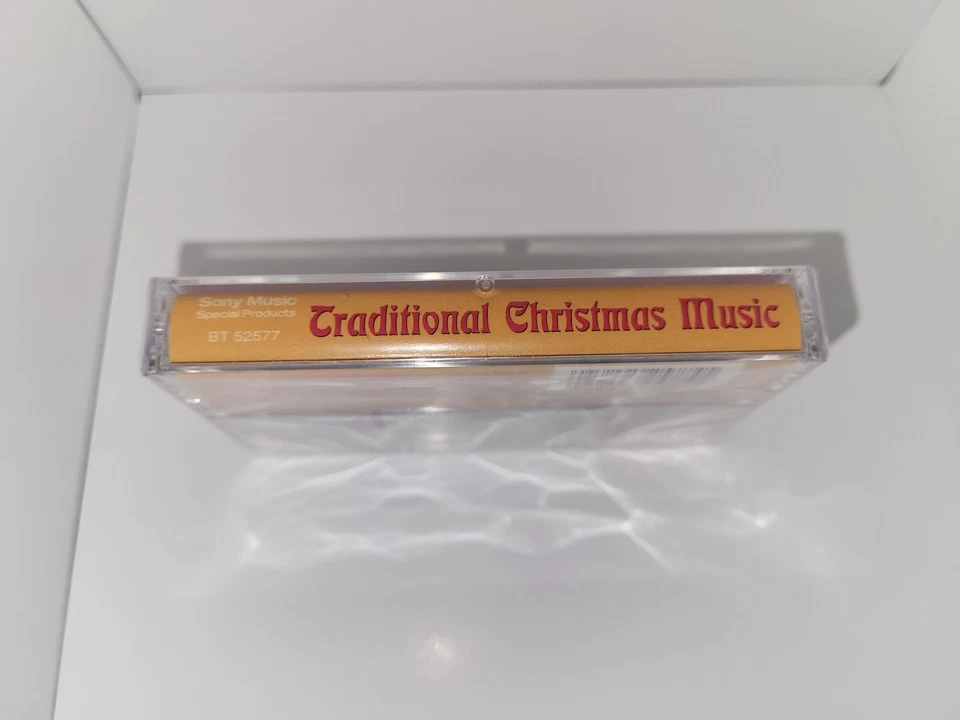 Sony Music
Special Products
BT 52577
Traditional Christmas Music